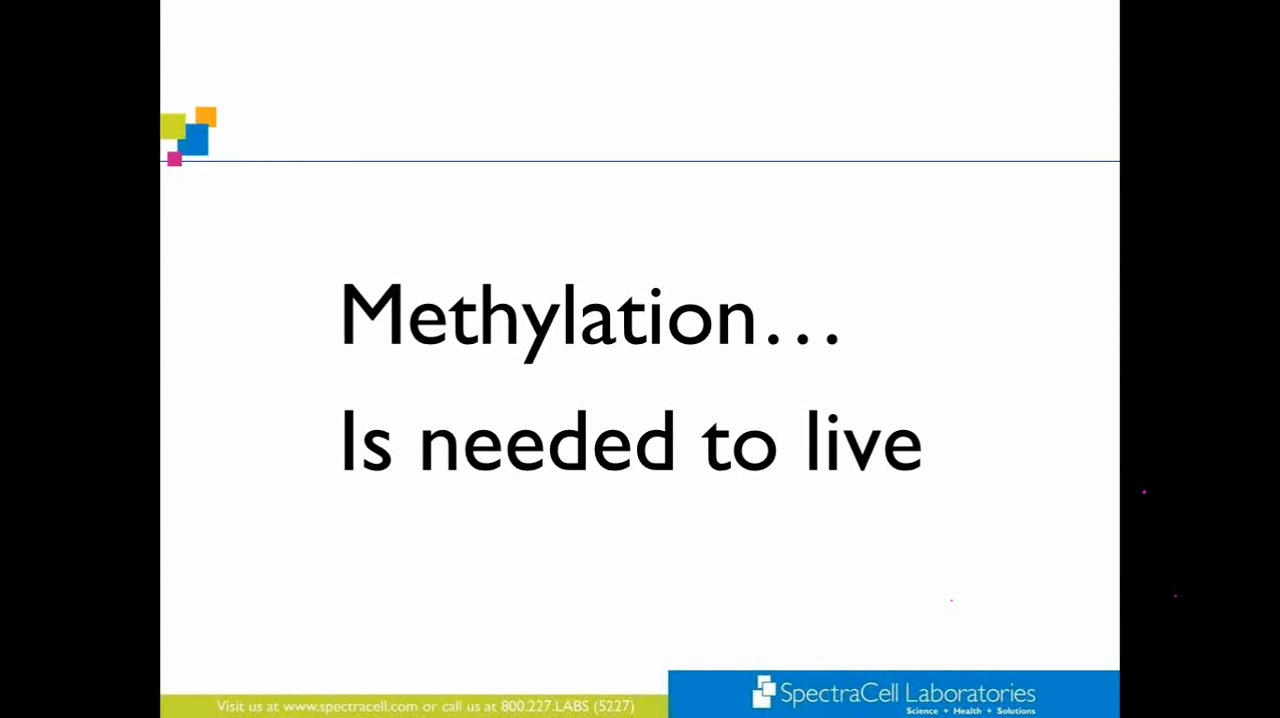 Methylation...
Is needed to live
Visit us at www.spectracell.com or call us at 800.227.LABS (5227)
SpectraCell Laboratories
Science + Health + Solutions